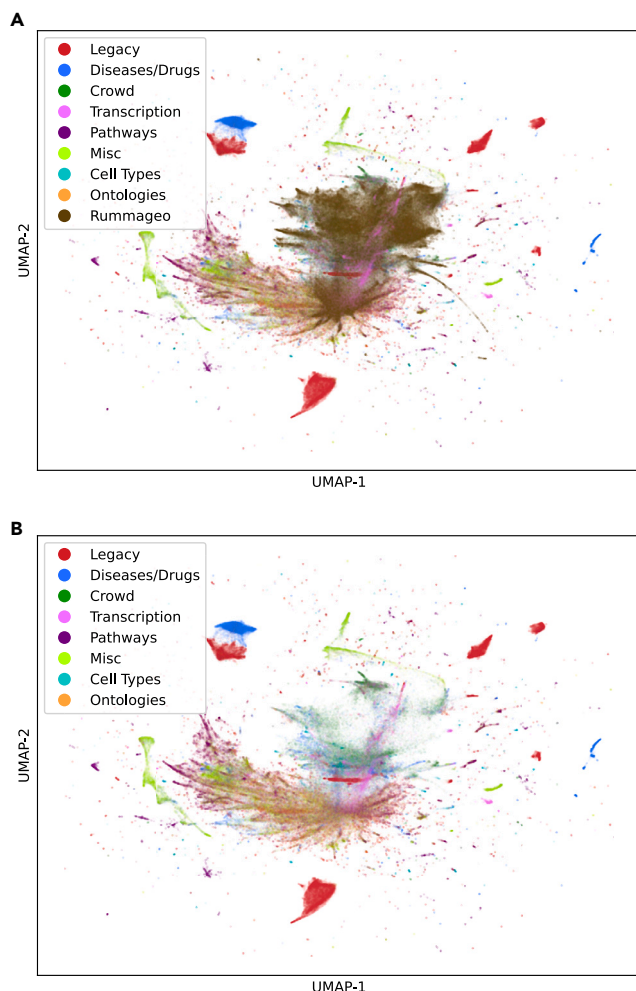 A
Legacy
Diseases/Drugs
Crowd
Transcription
Pathways
Misc
Cell Types
Ontologies
Rummageo
UMAP-2
UMAP-1
B
Legacy
Diseases/Drugs
Crowd
Transcription
Pathways
Misc
Cell Types
Ontologies
UMAP-2
UMAP-1